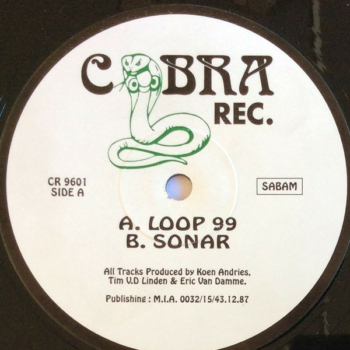 COBRA
REC.
CR 9601
SIDE A
SABAM
A. LOOP 99
B. SONAR
All Tracks Produced by Koen Andries,
Tim V.D Linden & Eric Van Damme.
Publishing : M.I.A. 0032/15/43.12.87